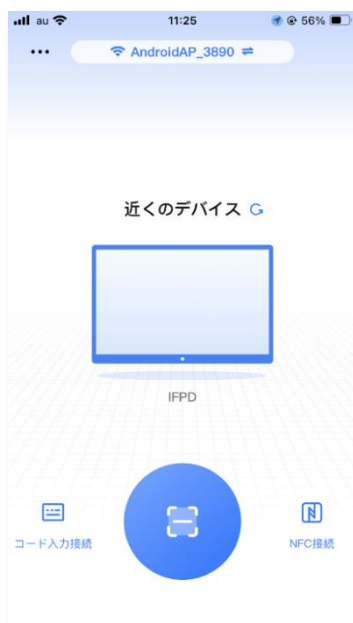 au 11:25 56%
AndroidAP_3890
近くのデバイス
IFPD
コード入力接続
NFC接続